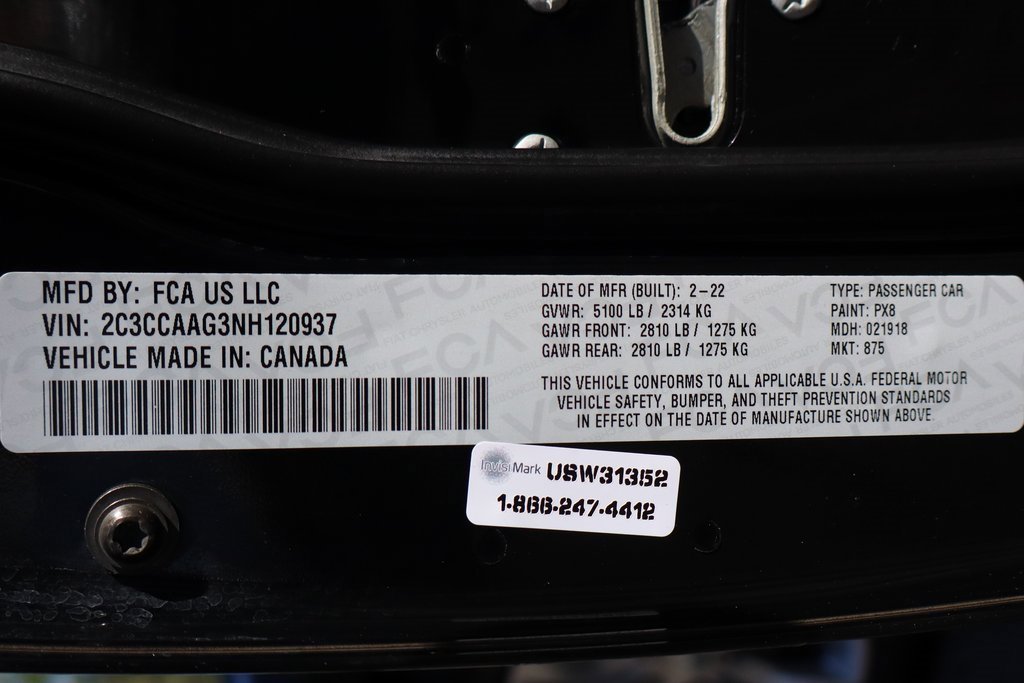 MFD BY: FCA US LLC
VIN: 2C3CCAAG3NH120937
VEHICLE MADE IN: CANADA
DATE OF MFR (BUILT): 2-22
GVWR: 5100 LB / 2314 KG
GAWR FRONT: 2810 LB / 1275 KG
GAWR REAR: 2810 LB / 1275 KG
TYPE: PASSENGER CAR
PAINT: PX8
MDH: 021918
MKT: 875
THIS VEHICLE CONFORMS TO ALL APPLICABLE U.S.A. FEDERAL MOTOR
VEHICLE SAFETY, BUMPER, AND THEFT PREVENTION STANDARDS
IN EFFECT ON THE DATE OF MANUFACTURE SHOWN ABOVE.
InvisiMark USW31352
1-866-247-4412